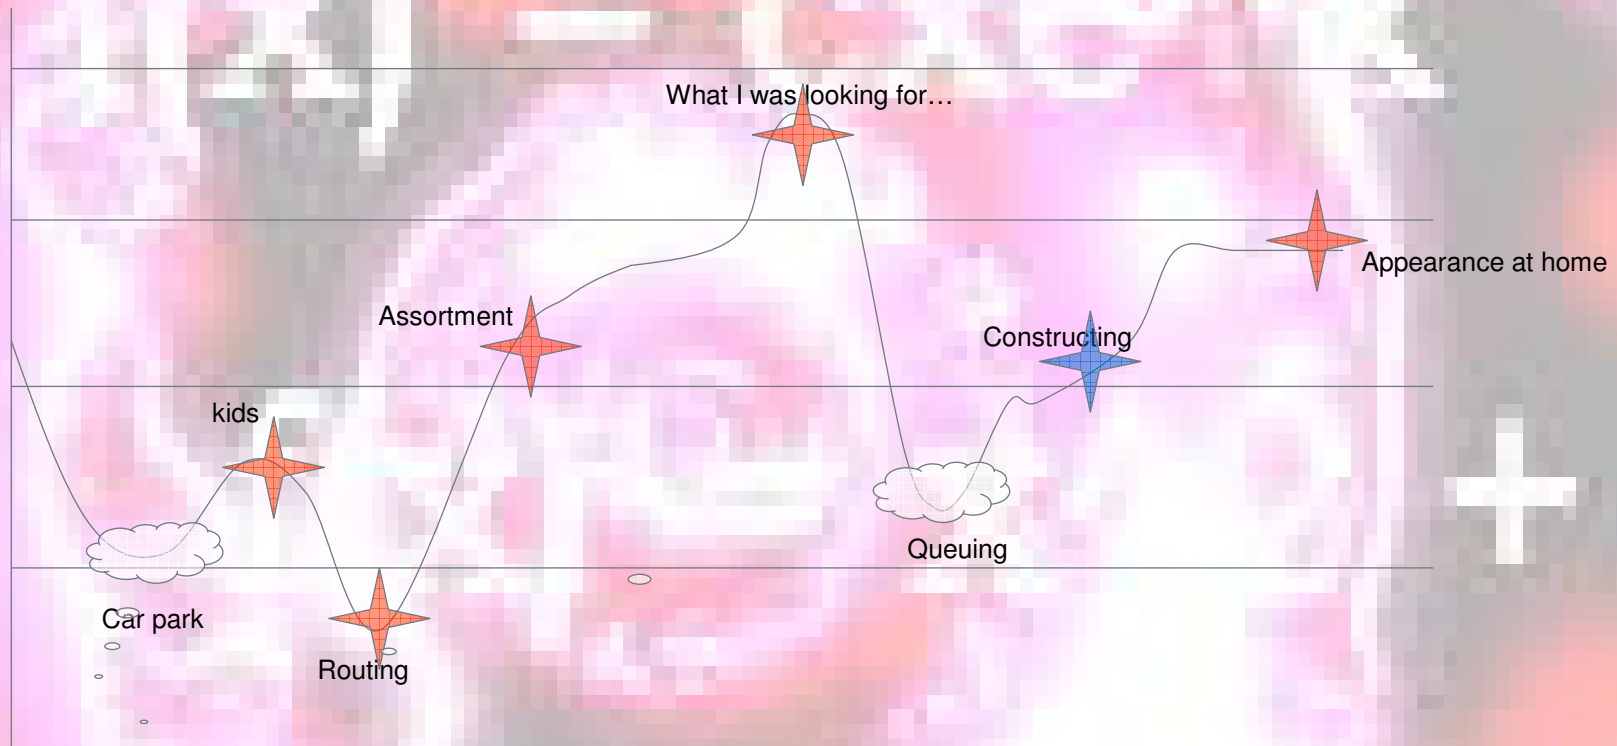 What I was looking for…
Appearance at home
Assortment
Constructing
kids
Queuing
Car park
Routing